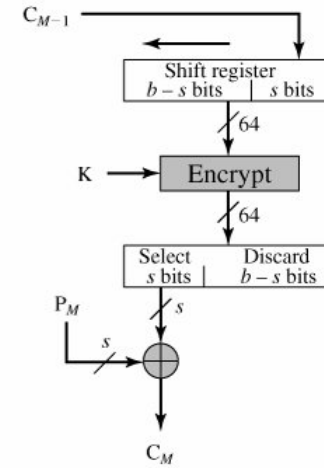 C_{M–1}
Shift register
b – s bits | s bits
64
K
Encrypt
64
Select Discard
s bits | b – s bits
s
P_M
s
C_M